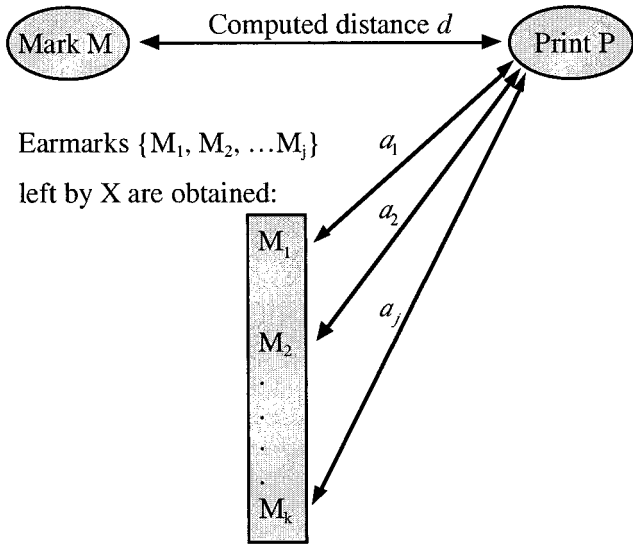 Mark M
Computed distance d
Print P
Earmarks {M₁, M₂, …Mⱼ}
left by X are obtained:
a₁
a₂
aⱼ
M₁
M₂
.
.
.
.
Mₖ